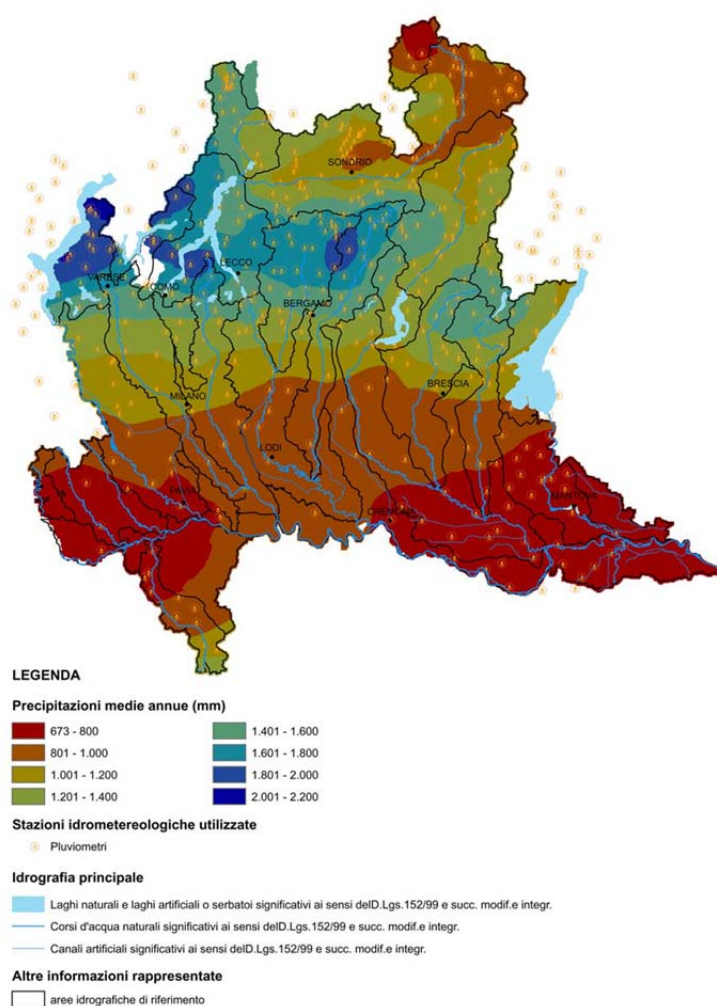 SONDRIO
LECCO
VARESE
COMO
BERGAMO
BRESCIA
MILANO
LODI
PAVIA
CREMONA
MANTOVA
LEGENDA
Precipitazioni medie annue (mm)
673 - 800
801 - 1.000
1.001 - 1.200
1.201 - 1.400
1.401 - 1.600
1.601 - 1.800
1.801 - 2.000
2.001 - 2.200
Stazioni idrometereologiche utilizzate
Pluviometri
Idrografia principale
Laghi naturali e laghi artificiali o serbatoi significativi ai sensi delD.Lgs.152/99 e succ. modif.e integr.
Corsi d'acqua naturali significativi ai sensi delD.Lgs.152/99 e succ. modif.e integr.
Canali artificiali significativi ai sensi delD.Lgs.152/99 e succ. modif.e integr.
Altre informazioni rappresentate
aree idrografiche di riferimento